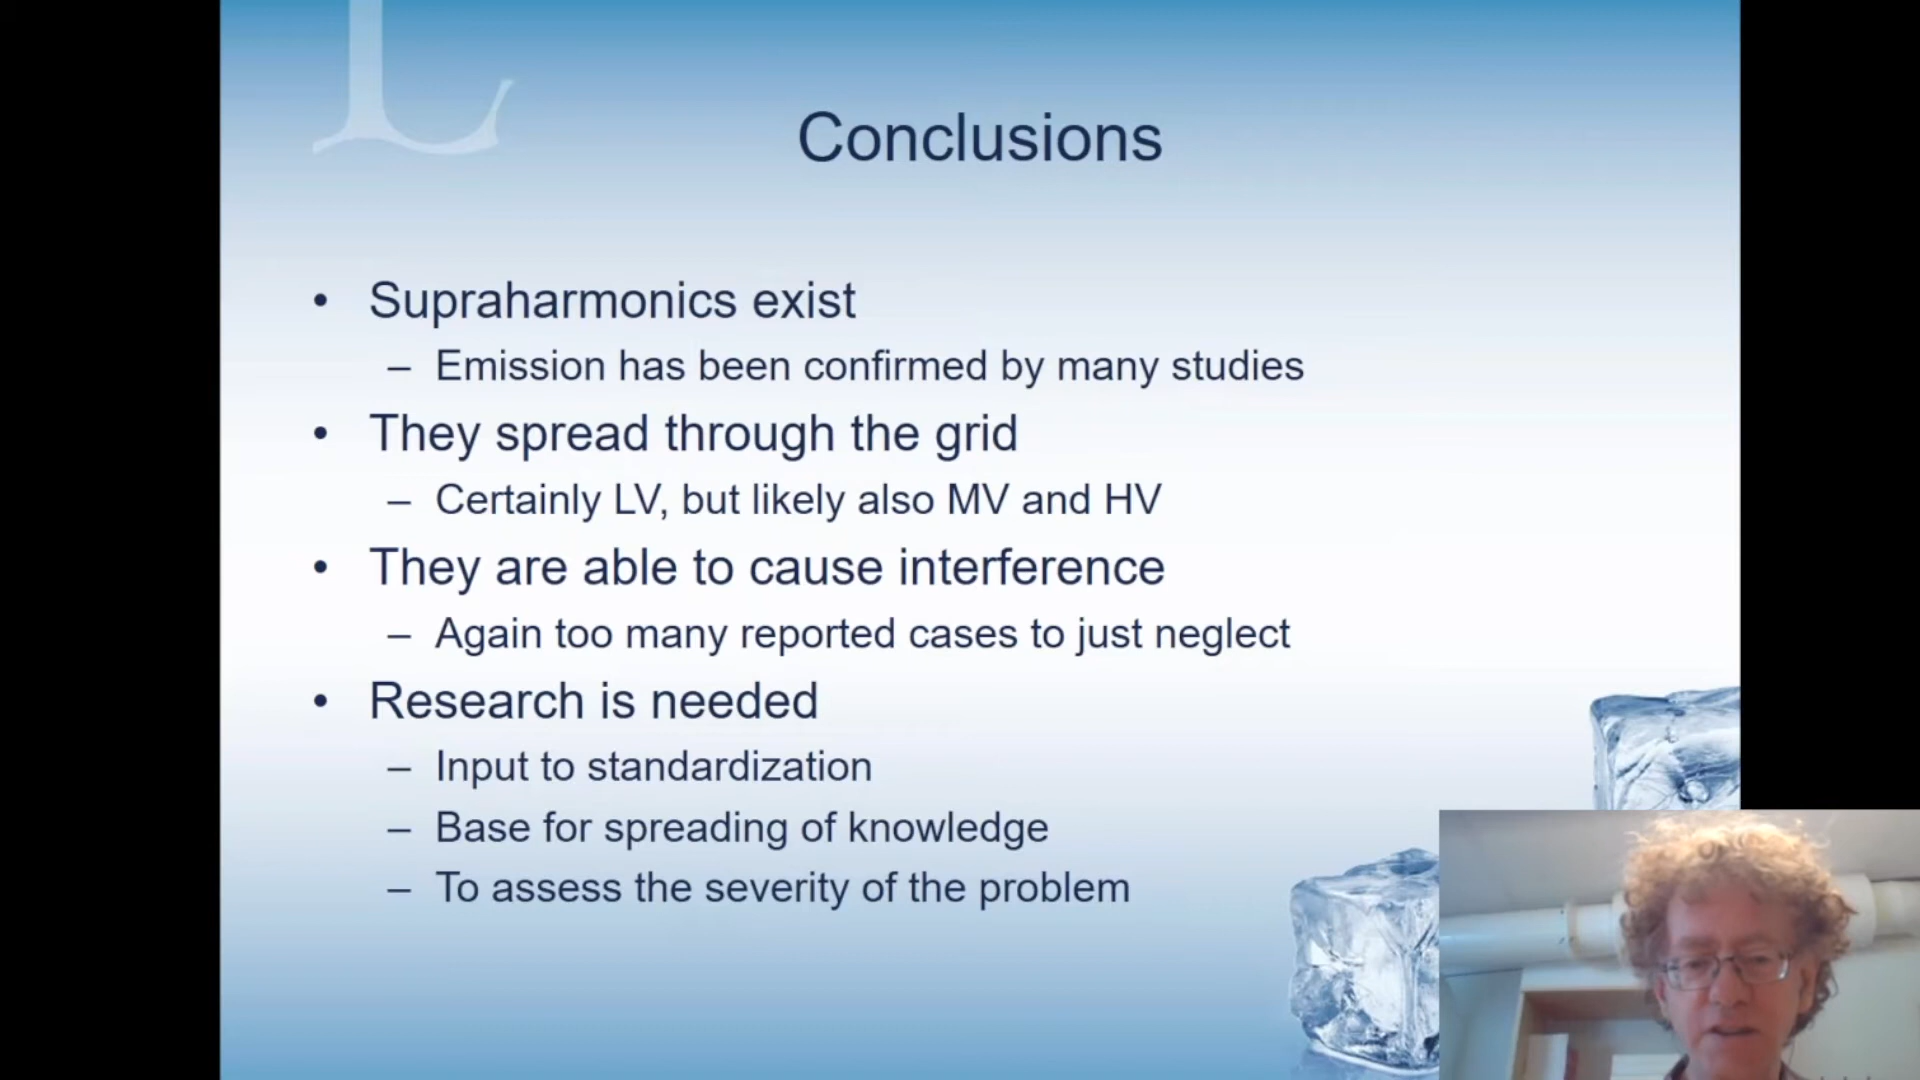 L
Conclusions
• Supraharmonics exist
– Emission has been confirmed by many studies
• They spread through the grid
– Certainly LV, but likely also MV and HV
• They are able to cause interference
– Again too many reported cases to just neglect
• Research is needed
– Input to standardization
– Base for spreading of knowledge
– To assess the severity of the problem